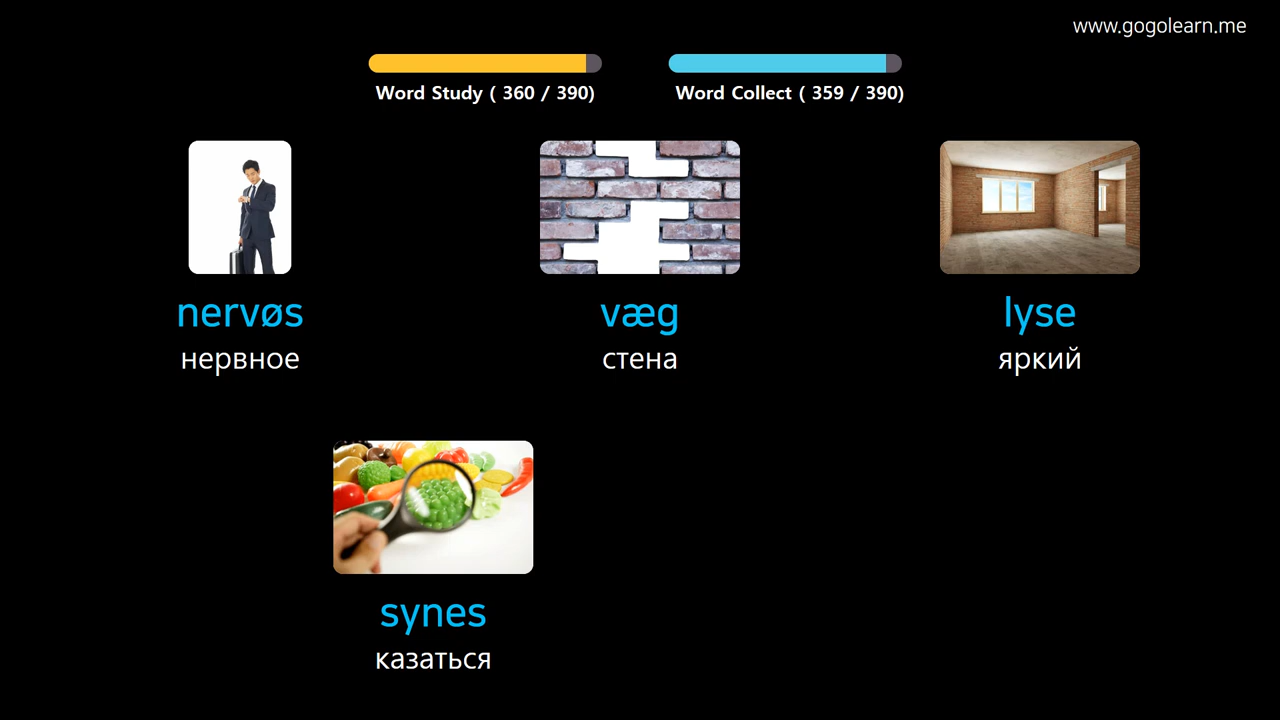 www.gogolearn.me
Word Study ( 360 / 390)
Word Collect ( 359 / 390)
nervøs
нервное
væg
стена
lyse
яркий
synes
казаться